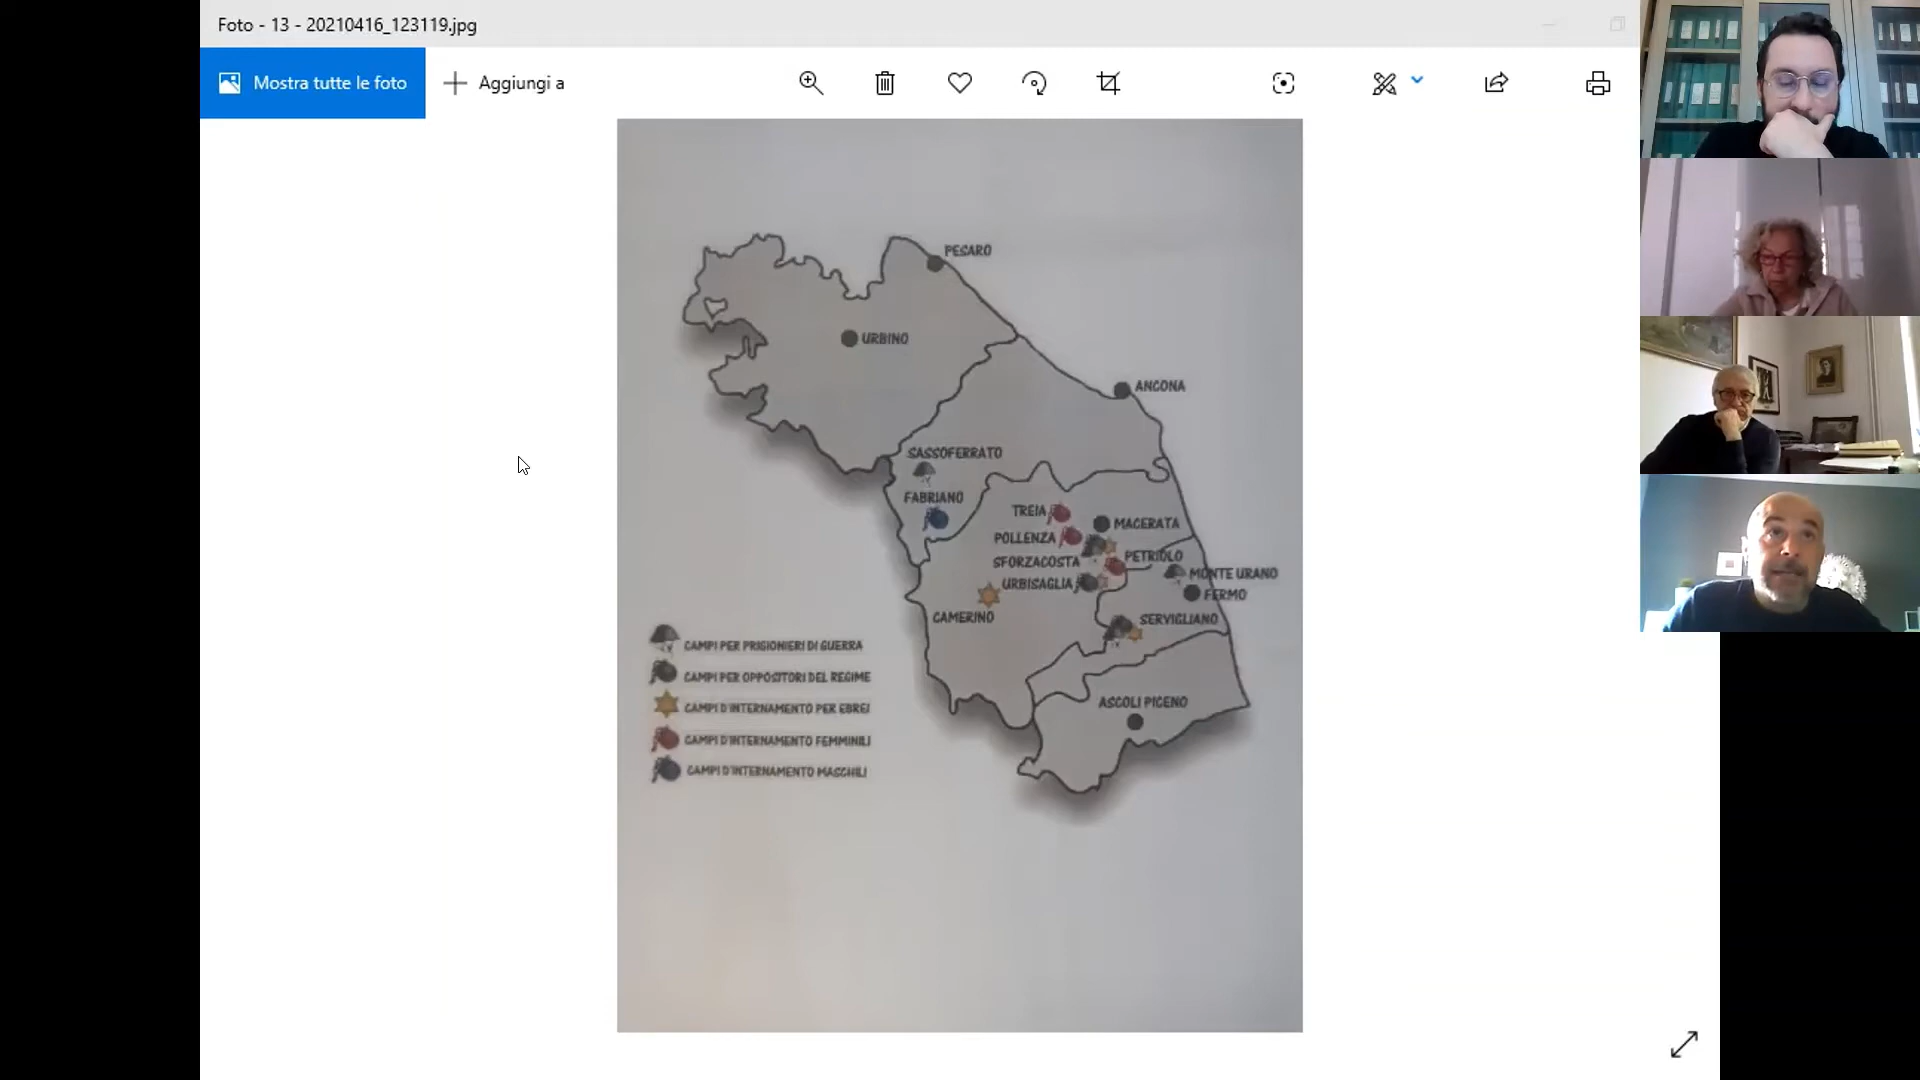 Foto - 13 - 20210416_123119.jpg
Mostra tutte le foto
Aggiungi a
PESARO
URBINO
ANCONA
SASSOFERRATO
FABRIANO
TREIA
MACERATA
POLLENZA
PETRIOLO
SFORZACOSTA
MONTE URANO
URBISAGLIA
FERMO
CAMERINO
SERVIGLIANO
CAMPI PER PRIGIONIERI DI GUERRA
CAMPI PER OPPOSITORI DEL REGIME
CAMPI D'INTERNAMENTO PER EBREI
ASCOLI PICENO
CAMPI D'INTERNAMENTO FEMMINILI
CAMPI D'INTERNAMENTO MASCHILI